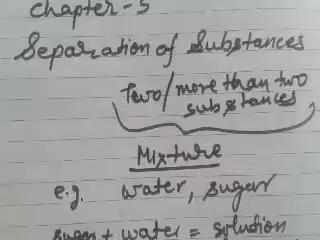 chapter-5
Separation of Substances
Two/more than two
substances
Mixture
e.g. water, sugar
sugar + water = solution